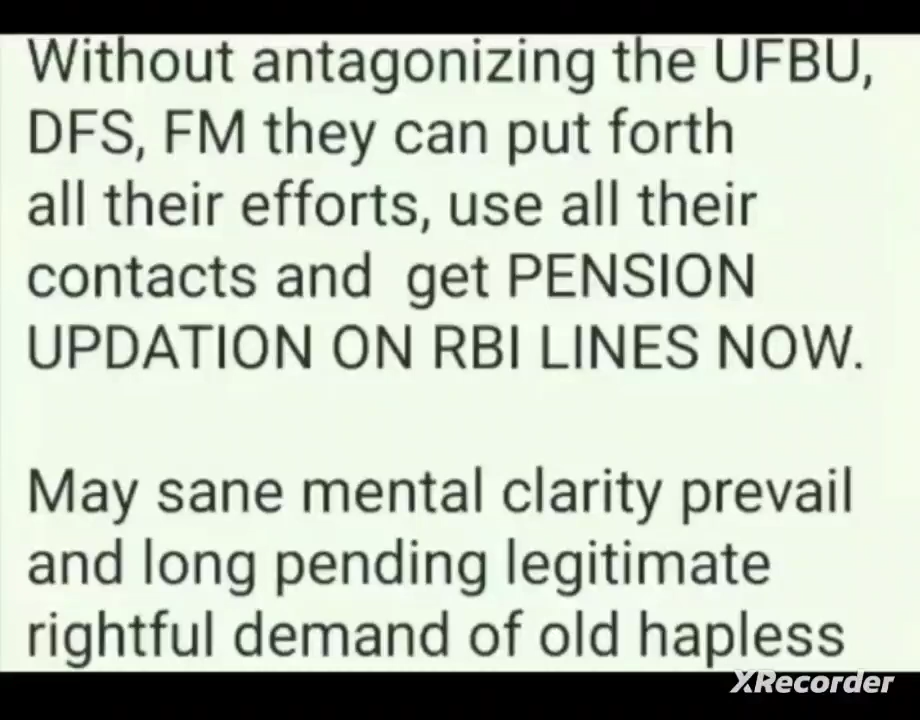 Without antagonizing the UFBU,
DFS, FM they can put forth
all their efforts, use all their
contacts and  get PENSION
UPDATION ON RBI LINES NOW.
May sane mental clarity prevail
and long pending legitimate
rightful demand of old hapless
XRecorder